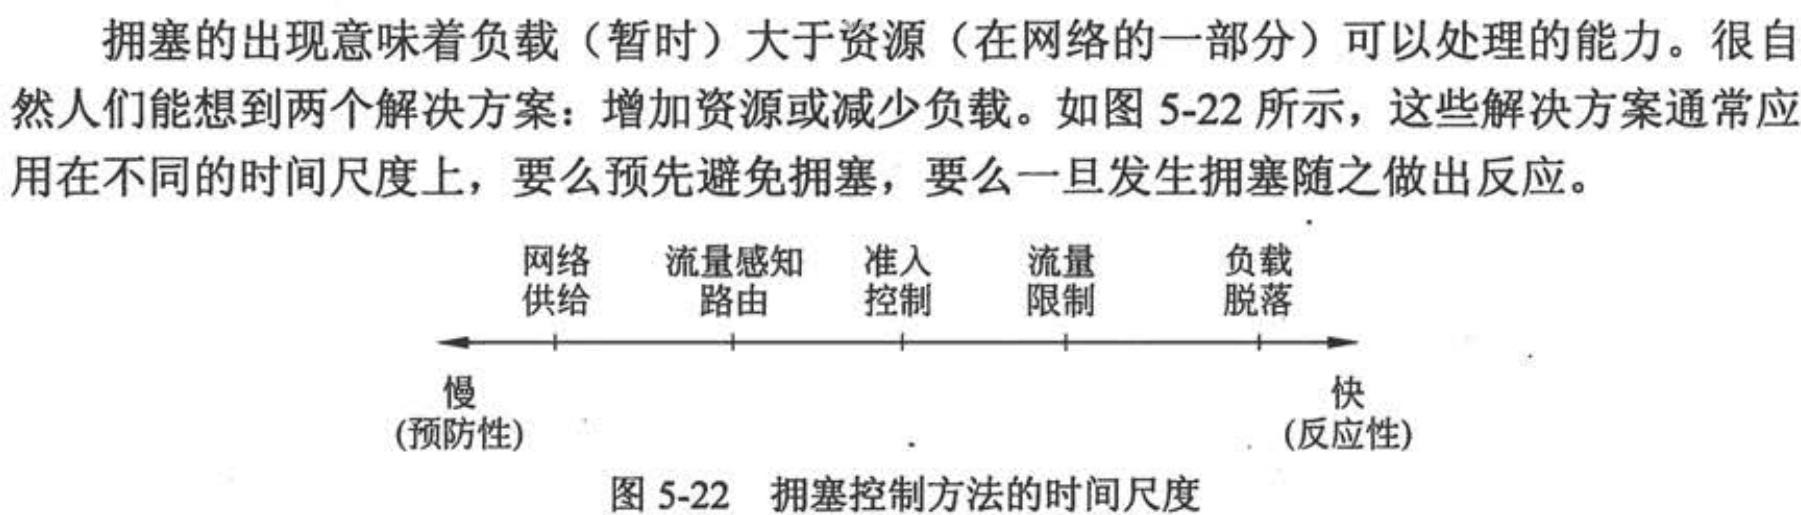 拥塞的出现意味着负载（暂时）大于资源（在网络的一部分）可以处理的能力。很自
然人们能想到两个解决方案：增加资源或减少负载。如图 5-22 所示，这些解决方案通常应
用在不同的时间尺度上，要么预先避免拥塞，要么一旦发生拥塞随之做出反应。
网络 流量感知 准入 流量 负载
供给 路由 控制 限制 脱落
慢 快
(预防性) (反应性)
图 5-22 拥塞控制方法的时间尺度